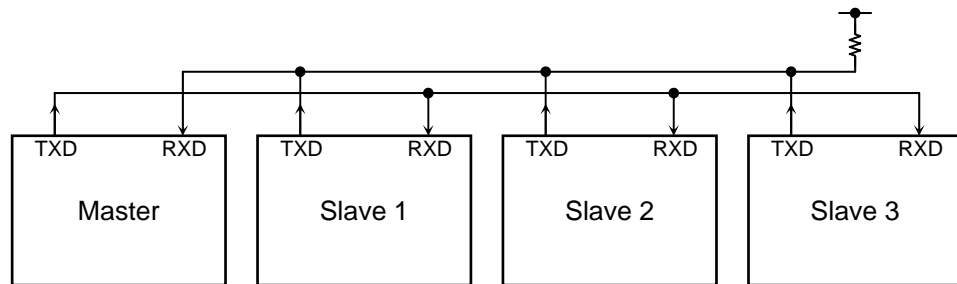 TXD RXD TXD RXD TXD RXD TXD RXD
Master Slave 1 Slave 2 Slave 3